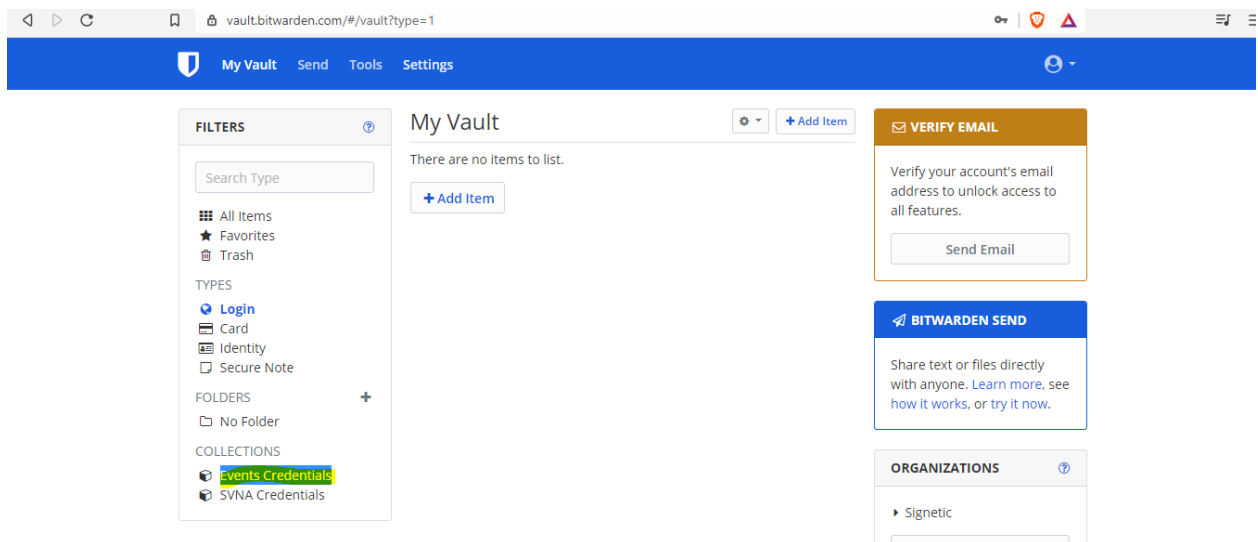 vault.bitwarden.com/#/vault?type=1
My Vault Send Tools Settings
FILTERS
Search Type
All Items
Favorites
Trash
TYPES
Login
Card
Identity
Secure Note
FOLDERS
No Folder
COLLECTIONS
Events Credentials
SVNA Credentials
My Vault
+ Add Item
There are no items to list.
+ Add Item
VERIFY EMAIL
Verify your account's email
address to unlock access to
all features.
Send Email
BITWARDEN SEND
Share text or files directly
with anyone. Learn more, see
how it works, or try it now.
ORGANIZATIONS
Signetic